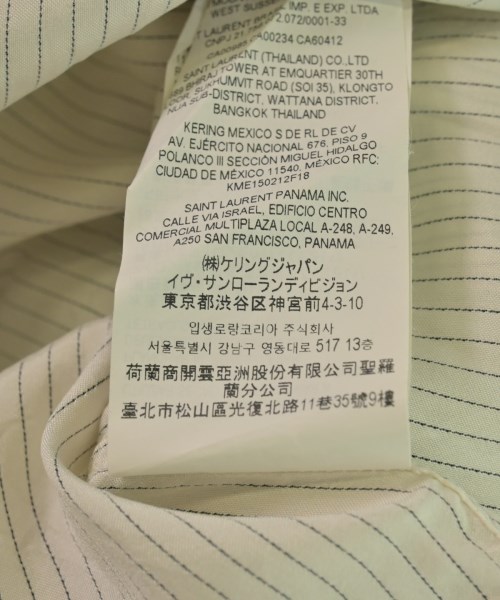 WEST SUSSEX
IMP. E EXP. LTDA
2.072/0001-33
CNPJ 21.
CA00234 CA60412
SAINT LAURENT (THAILAND) CO.,LTD
BHIRAJ TOWER AT EMQUARTIER 30TH
SUKHUMVIT ROAD (SOI 35), KLONGTO
NUA SUB-DISTRICT, WATTANA DISTRICT,
BANGKOK THAILAND
KERING MEXICO S DE RL DE CV
AV. EJÉRCITO NACIONAL 676, PISO 9
POLANCO III SECCIÓN MIGUEL HIDALGO
CIUDAD DE MÉXICO 11540, MÉXICO RFC:
KME150212F18
SAINT LAURENT PANAMA INC.
CALLE VIA ISRAEL, EDIFICIO CENTRO
COMERCIAL MULTIPLAZA LOCAL A-248, A-249,
A250 SAN FRANCISCO, PANAMA
㈱ケリングジャパン
イヴ・サンローランディビジョン
東京都渋谷区神宮前4-3-10
입생로랑코리아 주식회사
서울특별시 강남구 영동대로 517 13층
荷蘭商開雲亞洲股份有限公司聖羅
蘭分公司
臺北市松山區光復北路11巷35號9樓